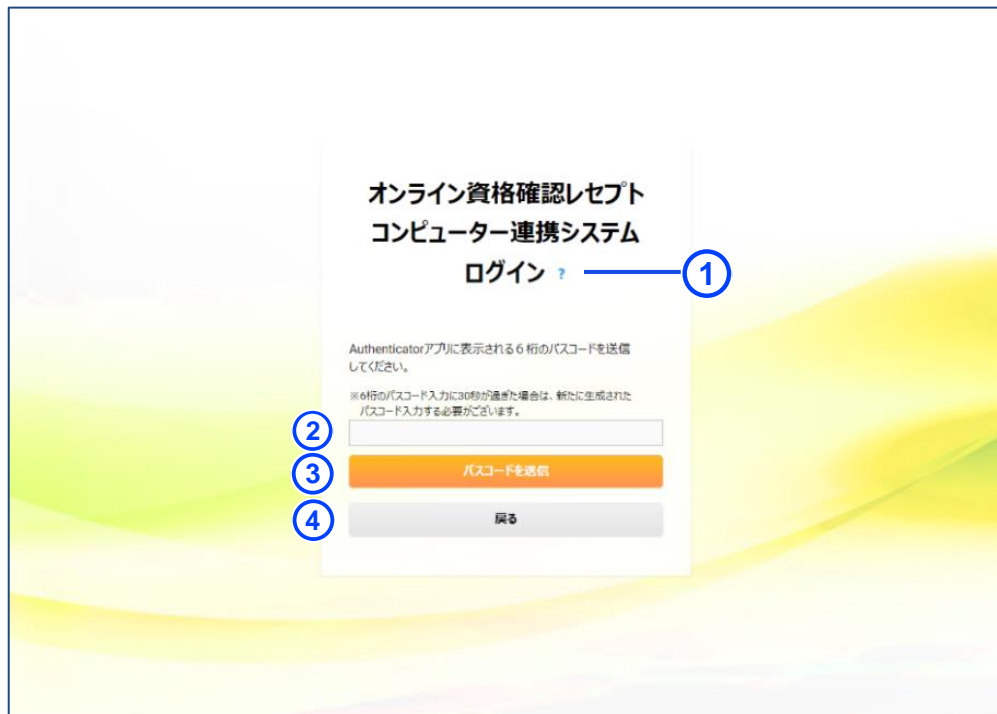 オンライン資格確認レセプト
コンピューター連携システム
ログイン ?
1
Authenticatorアプリに表示される6桁のパスコードを送信
してください。
※6桁のパスコード入力に30秒が過ぎた場合は、新たに生成された
パスコード入力する必要がございます。
2
3
パスコードを送信
4
戻る